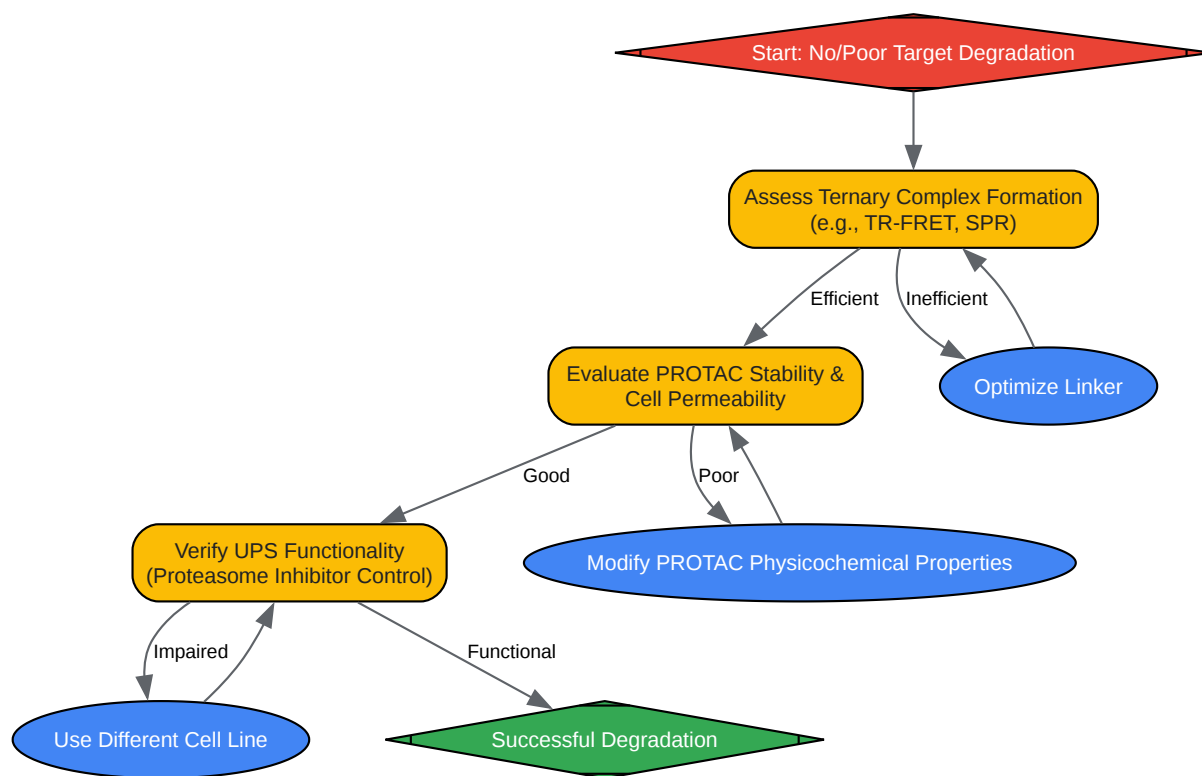 Start: No/Poor Target Degradation
Assess Ternary Complex Formation
(e.g., TR-FRET, SPR)
Efficient
Inefficient
Evaluate PROTAC Stability &
Cell Permeability
Optimize Linker
Good
Poor
Verify UPS Functionality
(Proteasome Inhibitor Control)
Modify PROTAC Physicochemical Properties
Impaired
Functional
Use Different Cell Line
Successful Degradation